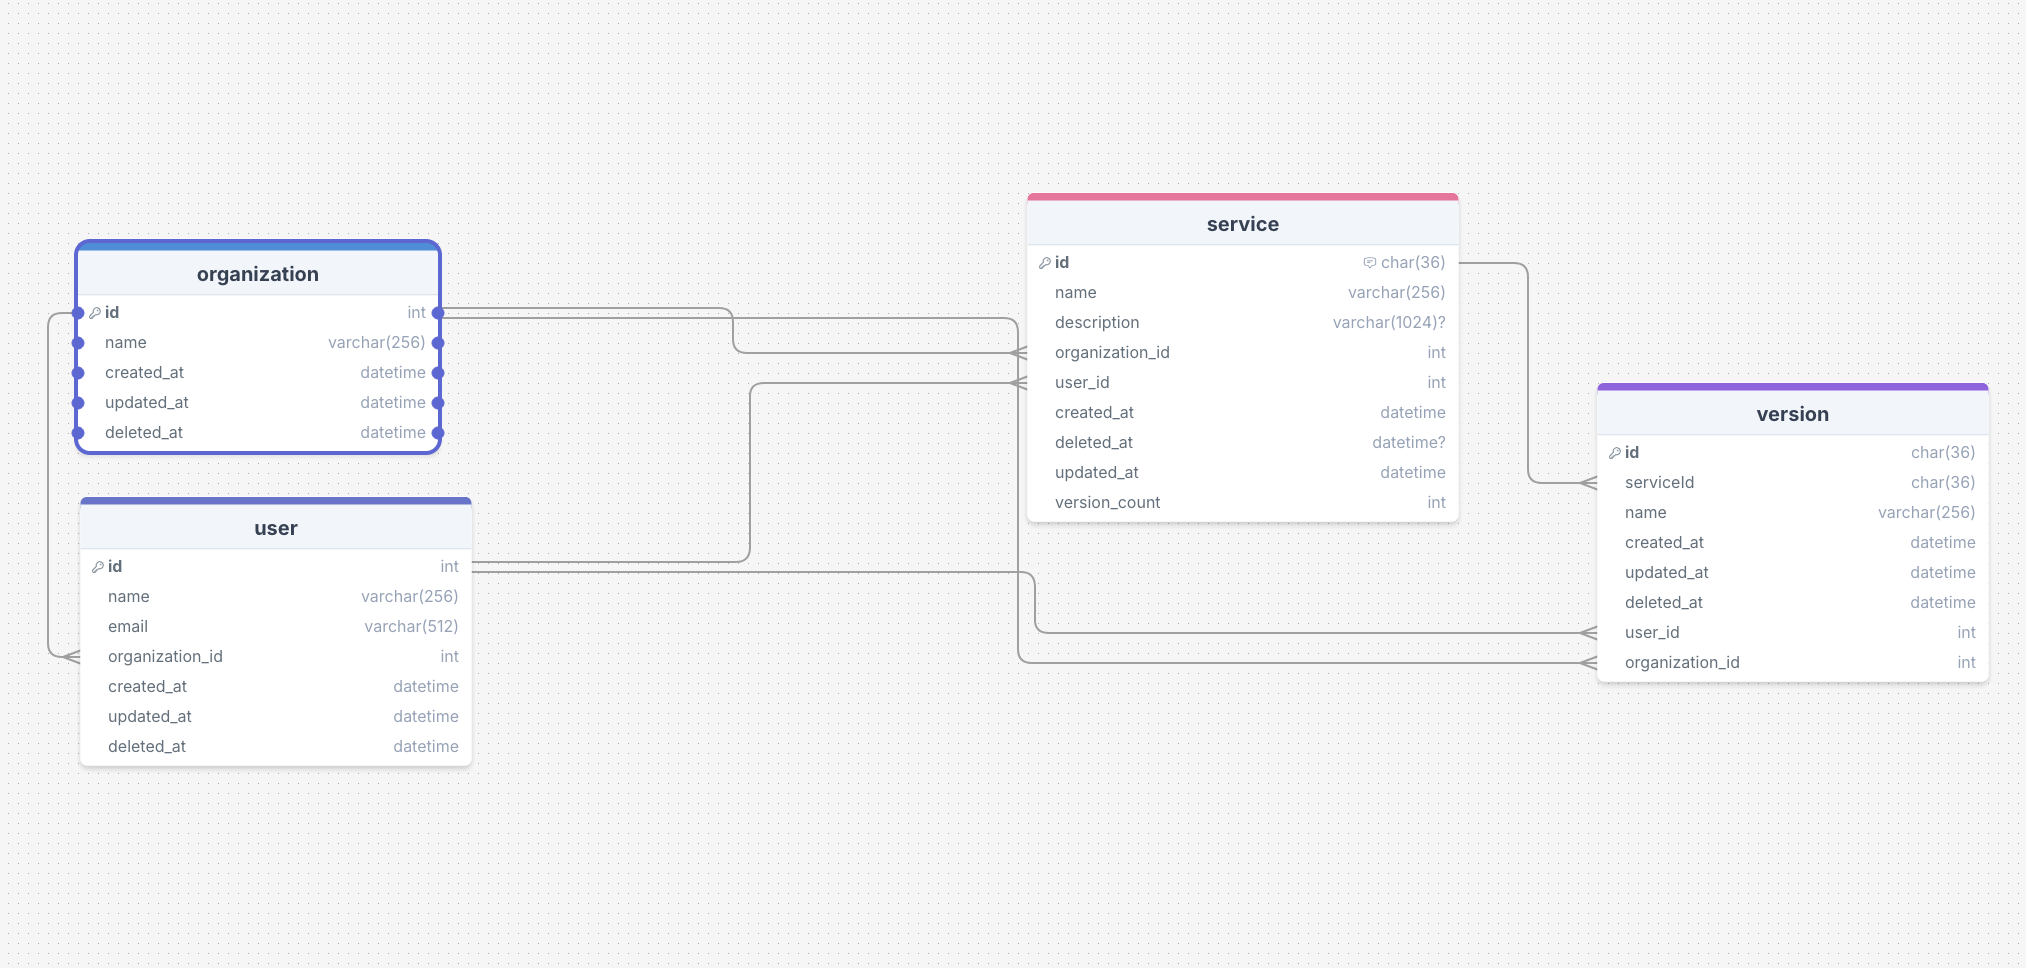 organization
id int
name varchar(256)
created_at datetime
updated_at datetime
deleted_at datetime
user
id int
name varchar(256)
email varchar(512)
organization_id int
created_at datetime
updated_at datetime
deleted_at datetime
service
id char(36)
name varchar(256)
description varchar(1024)?
organization_id int
user_id int
created_at datetime
deleted_at datetime?
updated_at datetime
version_count int
version
id char(36)
serviceId char(36)
name varchar(256)
created_at datetime
updated_at datetime
deleted_at datetime
user_id int
organization_id int